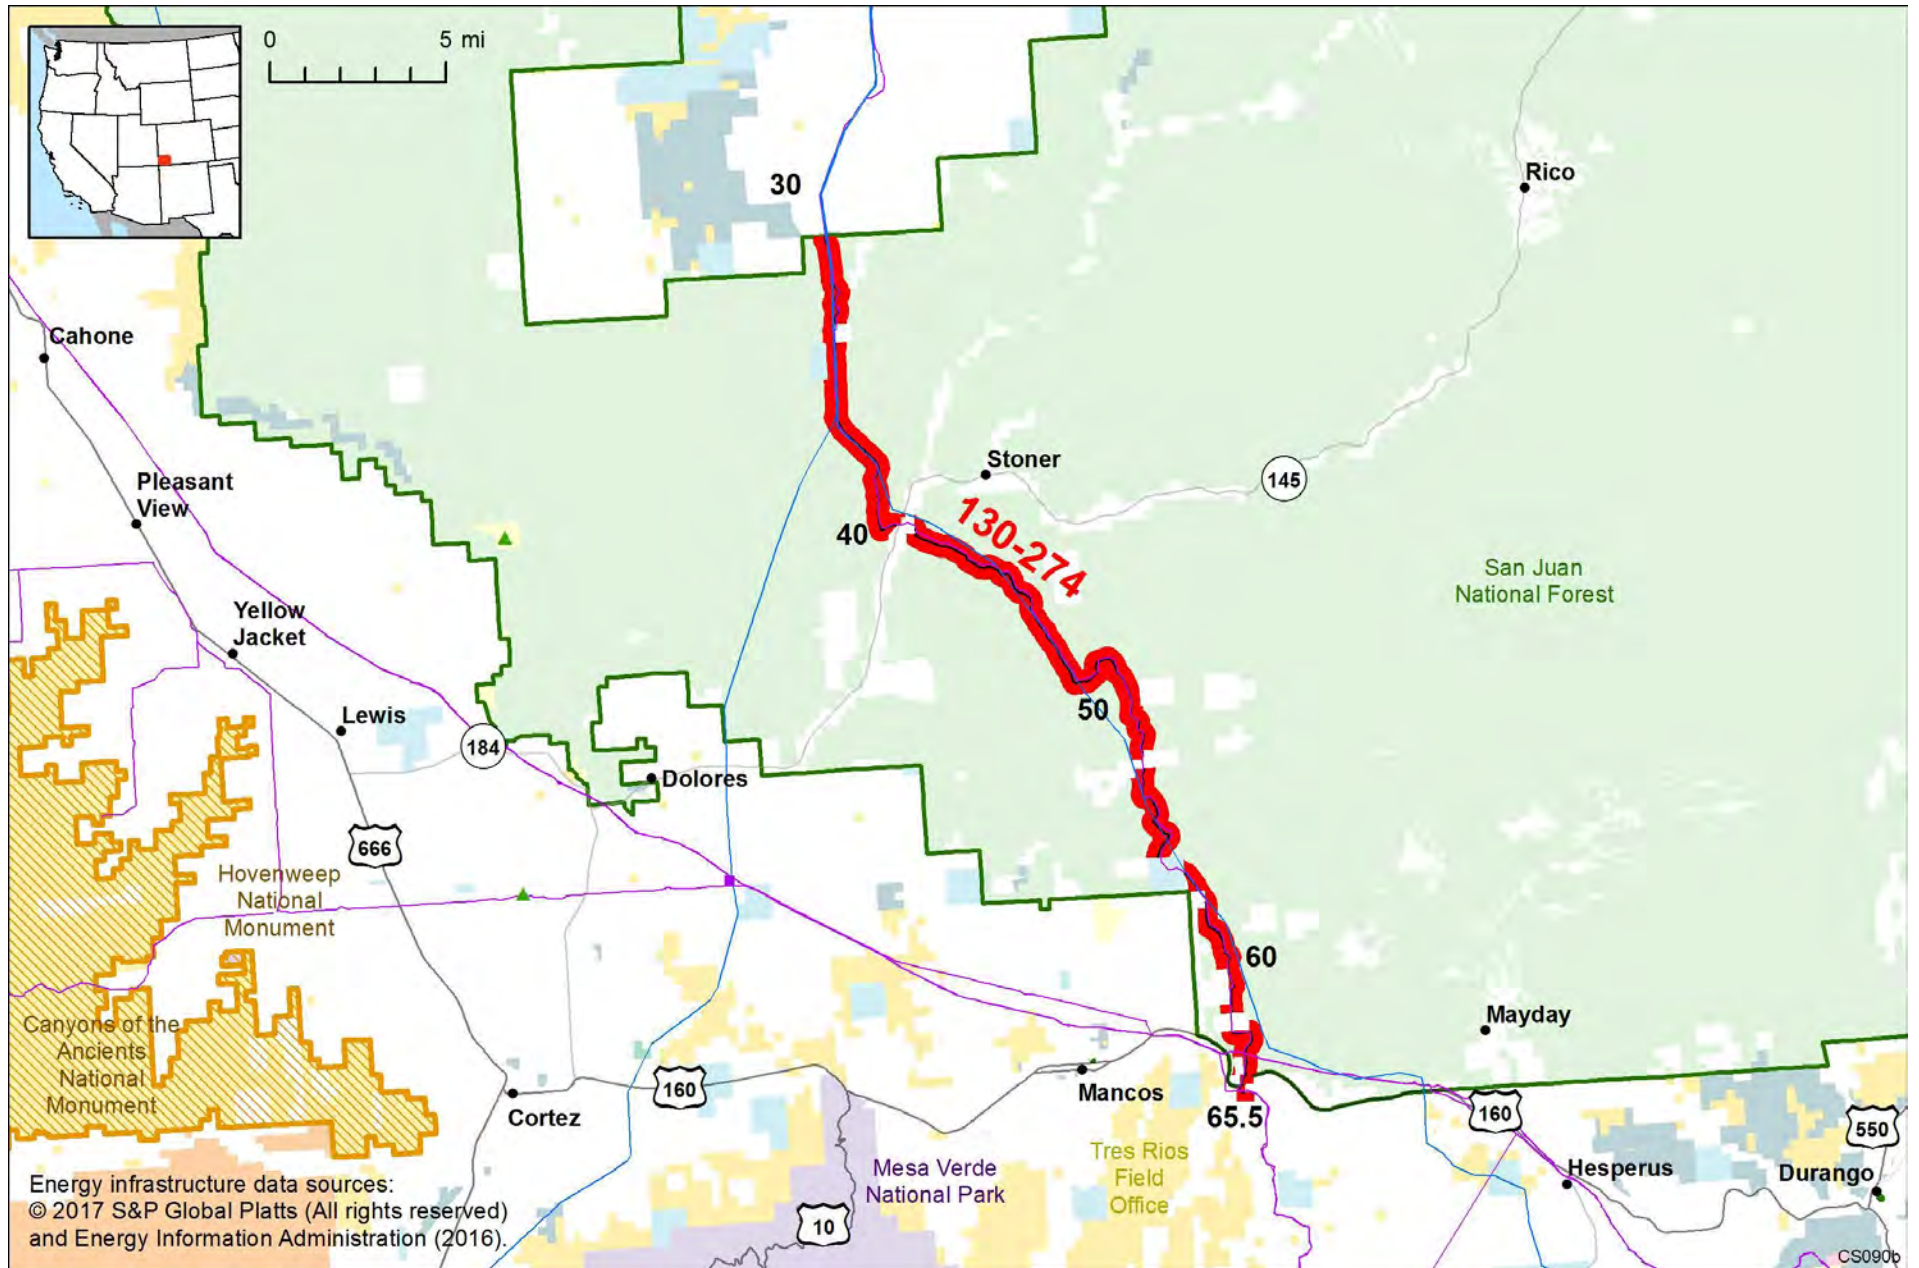 0 5 mi
30
Rico
Cahone
Stoner
145
Pleasant
View
130-274
40
San Juan
National Forest
Yellow
Jacket
50
Lewis
184
Dolores
666
Hovenweep
National
Monument
60
Canyons of the
Ancients
National
Monument
Mayday
Cortez
160
Mancos
65.5
160
550
Mesa Verde
National Park
Tres Rios
Field
Office
Hesperus
Durango
10
Energy infrastructure data sources:
© 2017 S&P Global Platts (All rights reserved)
and Energy Information Administration (2016).
CS090b